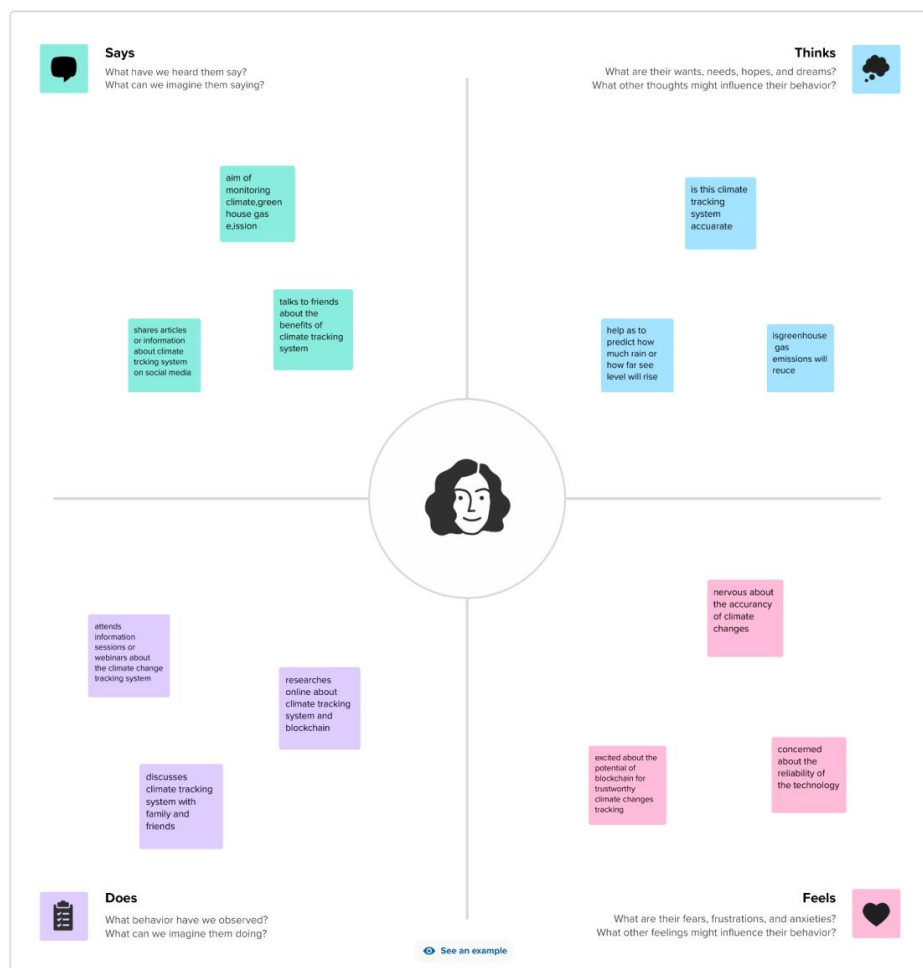 Says
What have we heard them say?
What can we imagine them saying?
aim of
monitoring
climate,green
house gas
e,ission
shares articles
or information
about climate
trcking system
on social media
talks to friends
about the
benefits of
climate tracking
system
Thinks
What are their wants, needs, hopes, and dreams?
What other thoughts might influence their behavior?
is this climate
tracking
system
accuarate
help as to
predict how
much rain or
how far see
level will rise
isgreenhouse
gas
emissions will
reuce
attends
information
sessions or
webinars about
the climate change
tracking system
researches
online about
climate tracking
system and
blockchain
discusses
climate tracking
system with
family and
friends
Does
What behavior have we observed?
What can we imagine them doing?
nervous about
the accurancy
of climate
changes
excited about the
potential of
blockchain for
trustworthy
climate changes
tracking
concerned
about the
reliability of
the technology
Feels
What are their fears, frustrations, and anxieties?
What other feelings might influence their behavior?
See an example